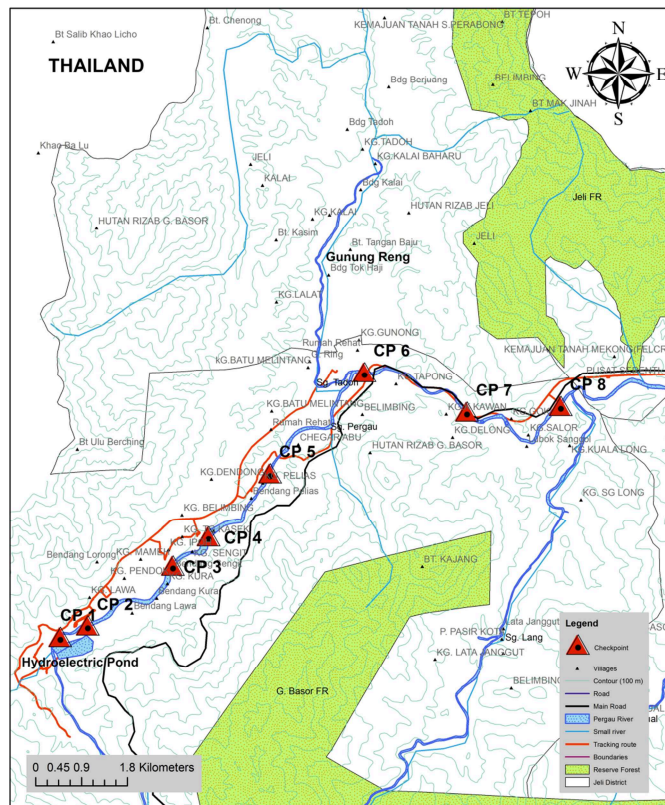 Bt. Chenong
KEMAJUAN TANAH S.PERABONG
BT TEPOH
Bt Salib Khao Licho
THAILAND
N
W E
S
Bdg Berjuang
BELIMBING
BT MAK JINAH
Bdg Tadoh
KG.TADOH
Khao Ba Lu
JELI
KG.KALAI BAHARU
KALAI
Bdg Kalai
Jeli FR
KG.KALAI
HUTAN RIZAB JELI
HUTAN RIZAB G. BASOR
Bt. Kasim
Bt. Tangan Baju
JELI
Gunung Reng
Bdg Tok Haji
KG.LALAT
KG.GUNONG
Rumah Rehat
KG.BATU MELINTANG
G. Ring
CP 6
KEMAJUAN TANAH MEKONG(FELCR
Sg. Tadoh
KG.TAPONG
CP 7
CP 8
KG.BATU MELINTANG
BELIMBING
Rumah Rehat
Sg. Pergau
KG.DELONG
KG.SALOR
Bt Ulu Berching
CHEGAR ABU
HUTAN RIZAB G. BASOR
Lubok Sanggul
KG.KUALA LONG
CP 5
KG.DENDONG
PELIAS
Bendang Pelias
KG. SG LONG
KG. BELIMBING
CP 4
Bendang Lorong
KG. MAMEK
KG. SENGIT
BT. KAJANG
KG. PENDOK
CP 3
KG. KURA
KG.LAWA
Bendang Kura
CP 1
CP 2
Bendang Lawa
Lata Janggut
P. PASIR KOTA
Sg. Lang
Hydroelectric Pond
KG. LATA JANGGUT
G. Basor FR
BELIMBING
Legend
Checkpoint
villages
Contour (100 m)
Road
Main Road
Pergau River
Small river
Tracking route
Boundaries
Reserve Forest
Jeli District
0 0.45 0.9 1.8 Kilometers